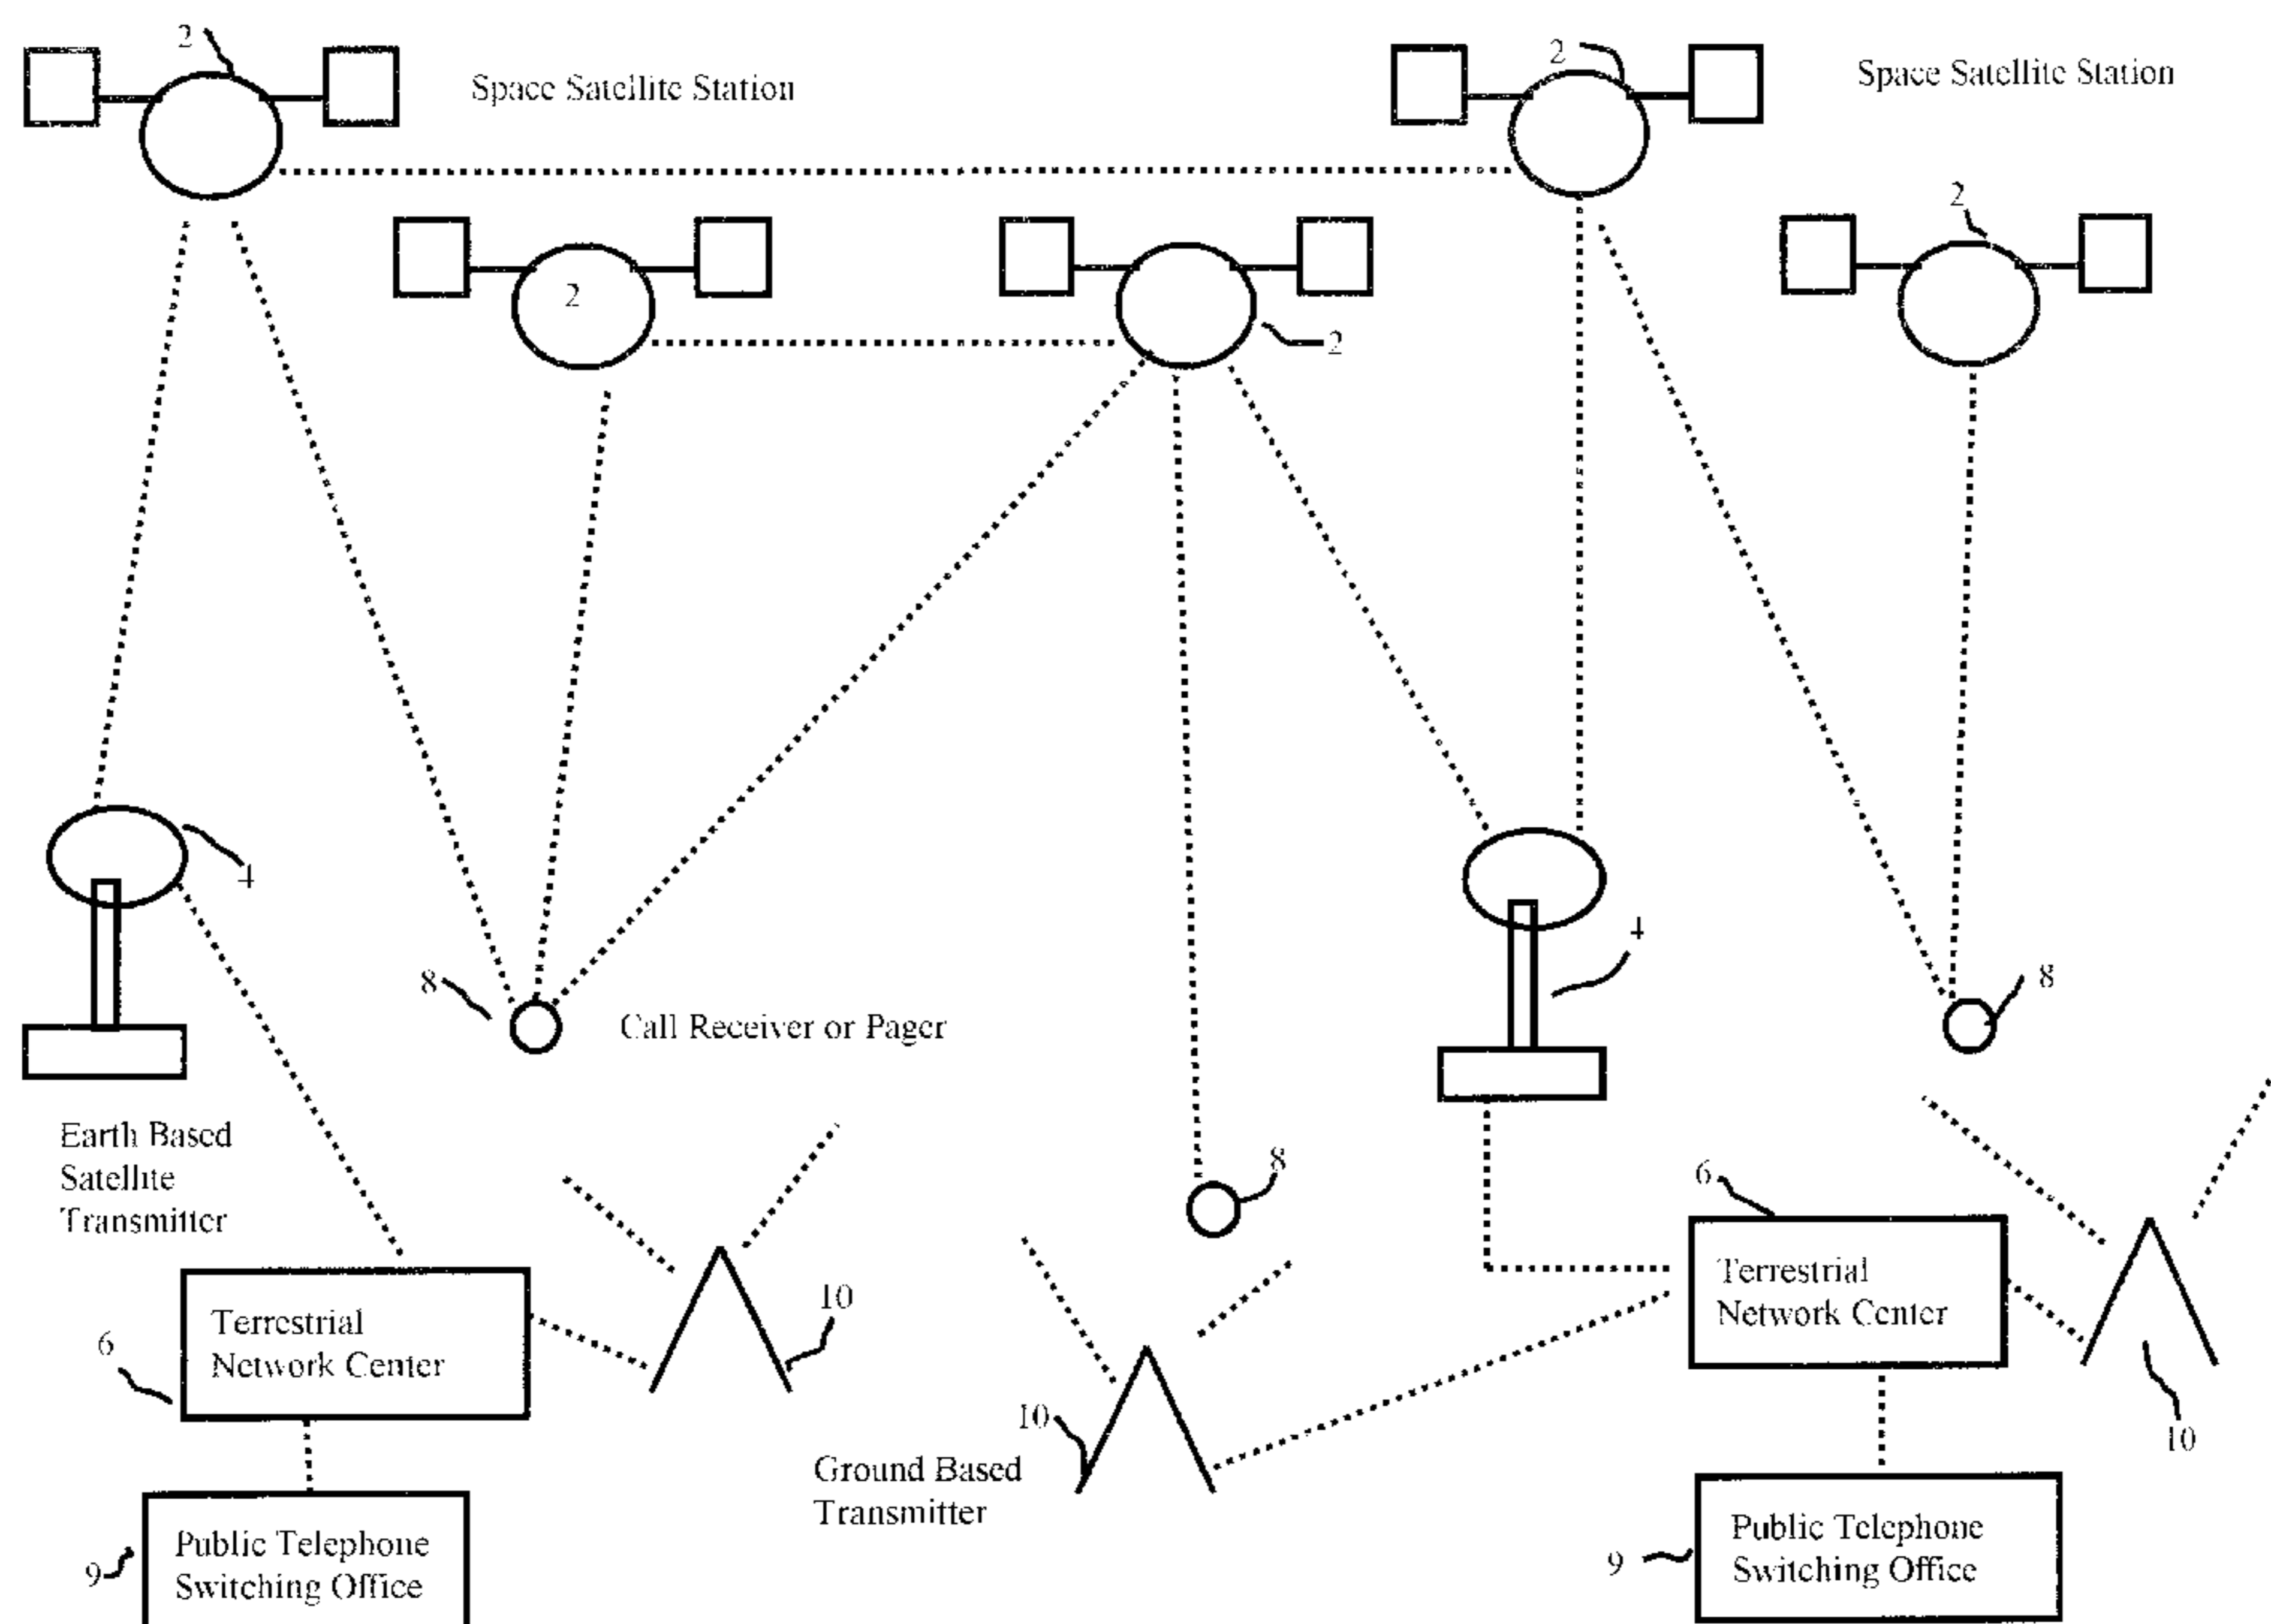 2
Space Satellite Station
2
Space Satellite Station
2
2
2
4
4
8
Call Receiver or Pager
8
Earth Based
Satellite
Transmitter
8
6
Terrestrial
Network Center
10
6
Terrestrial
Network Center
10
10
Ground Based
Transmitter
9
Public Telephone
Switching Office
9
Public Telephone
Switching Office